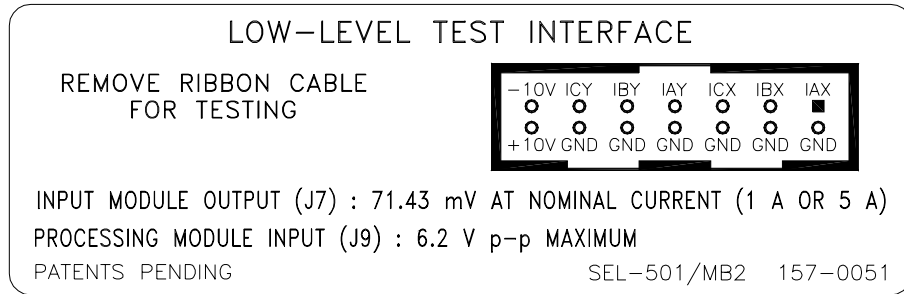 LOW-LEVEL TEST INTERFACE
REMOVE RIBBON CABLE
FOR TESTING
-10V ICY IBY IAY ICX IBX IAX
+10V GND GND GND GND GND GND
INPUT MODULE OUTPUT (J7) : 71.43 mV AT NOMINAL CURRENT (1 A OR 5 A)
PROCESSING MODULE INPUT (J9) : 6.2 V p-p MAXIMUM
PATENTS PENDING SEL-501/MB2 157-0051